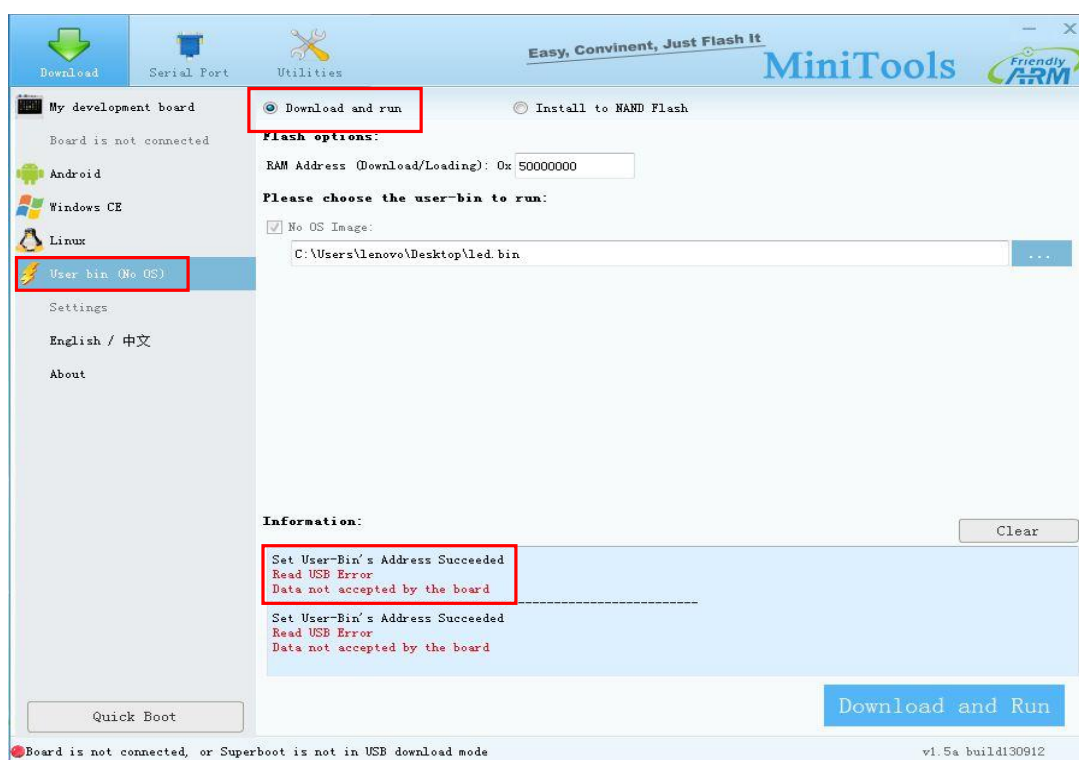 Download
Serial Port
Utilities
Easy, Convinent, Just Flash It
MiniTools
Friendly
ARM
My development board
Board is not connected
Android
Windows CE
Linux
User bin (No OS)
Settings
English / 中文
About
Quick Boot
Download and run
Install to NAND Flash
Flash options:
RAM Address (Download/Loading): 0x 50000000
Please choose the user-bin to run:
No OS Image:
C:\Users\lenovo\Desktop\led.bin
...
Information:
Clear
Set User-Bin's Address Succeeded
Read USB Error
Data not accepted by the board
-------------------------
Set User-Bin's Address Succeeded
Read USB Error
Data not accepted by the board
Download and Run
Board is not connected, or Superboot is not in USB download mode
v1.5a build130912